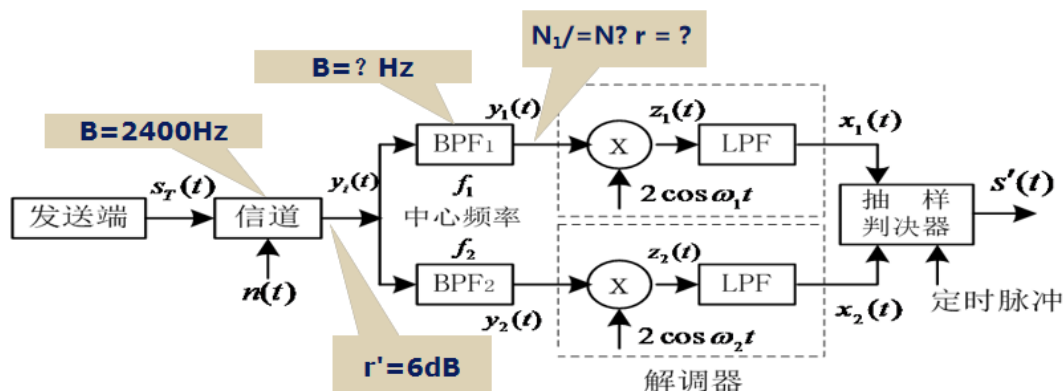 N₁/=N? r = ?
B=？Hz
B=2400Hz
y₁(t)
z₁(t)
x₁(t)
BPF₁
X
LPF
s_T(t)
y_i(t)
f₁
2 cos ω₁t
s'(t)
发送端
信道
中心频率
抽 样
判决器
f₂
z₂(t)
n(t)
BPF₂
X
LPF
定时脉冲
y₂(t)
x₂(t)
2 cos ω₂t
r'=6dB
解调器